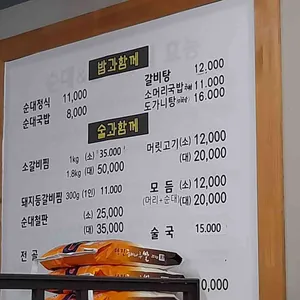 밥과함께
순대정식 11,000
순대국밥 8,000
갈비탕 12,000
소머리국밥 11,000
도가니탕 16,000
술과함께
소갈비찜 1kg (소) 35.000
1.8kg (대) 50,000
돼지등갈비찜 300g (1인) 11.000
순대철판 (소) 25,000
(대) 35,000
전골
머릿고기 (소) 12,000
(대) 20,000
모듬 (소) 12,000
(머리+순대) (대) 20,000
술국 15.000
0,000